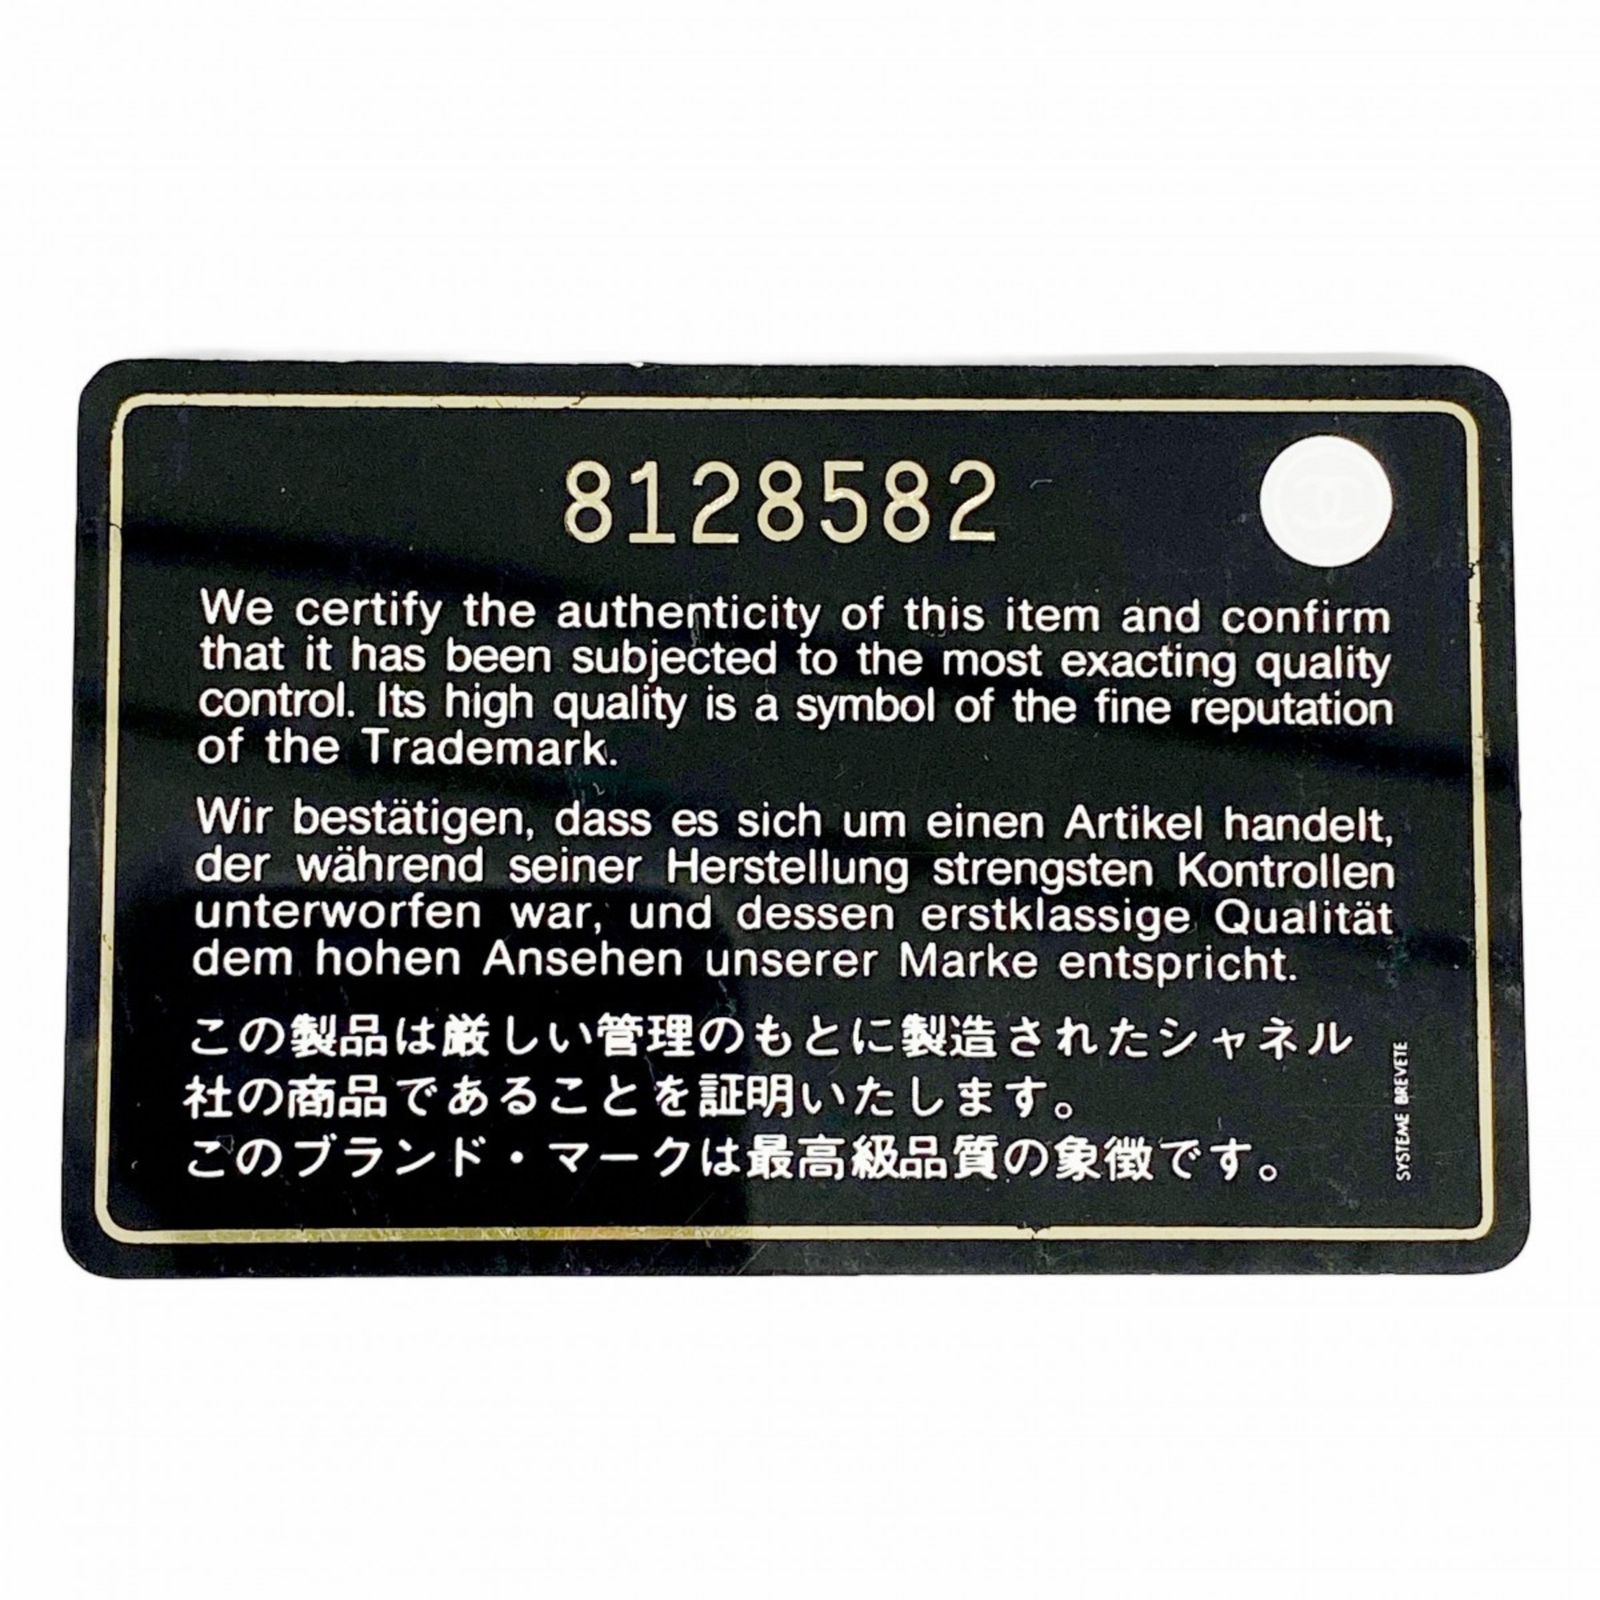 8128582
We certify the authenticity of this item and confirm
that it has been subjected to the most exacting quality
control. Its high quality is a symbol of the fine reputation
of the Trademark.
Wir bestätigen, dass es sich um einen Artikel handelt,
der während seiner Herstellung strengsten Kontrollen
unterworfen war, und dessen erstklassige Qualität
dem hohen Ansehen unserer Marke entspricht.
この製品は厳しい管理のもとに製造されたシャネル
社の商品であることを証明いたします。
このブランド・マークは最高級品質の象徴です。
SYSTEME BREVETE